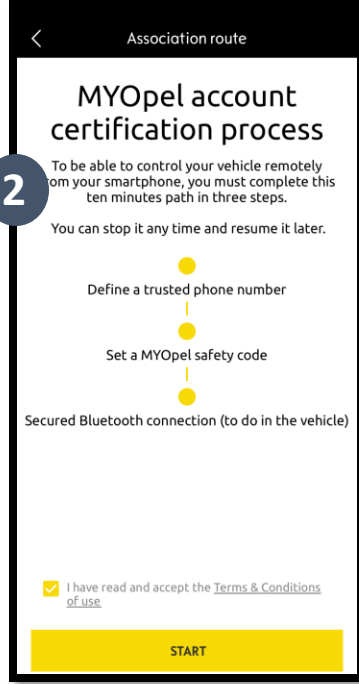 Association route
MYOpel account
certification process
To be able to control your vehicle remotely
om your smartphone, you must complete this
ten minutes path in three steps.
2
You can stop it any time and resume it later.
Define a trusted phone number
Set a MYOpel safety code
Secured Bluetooth connection (to do in the vehicle)
I have read and accept the Terms & Conditions
of use
START